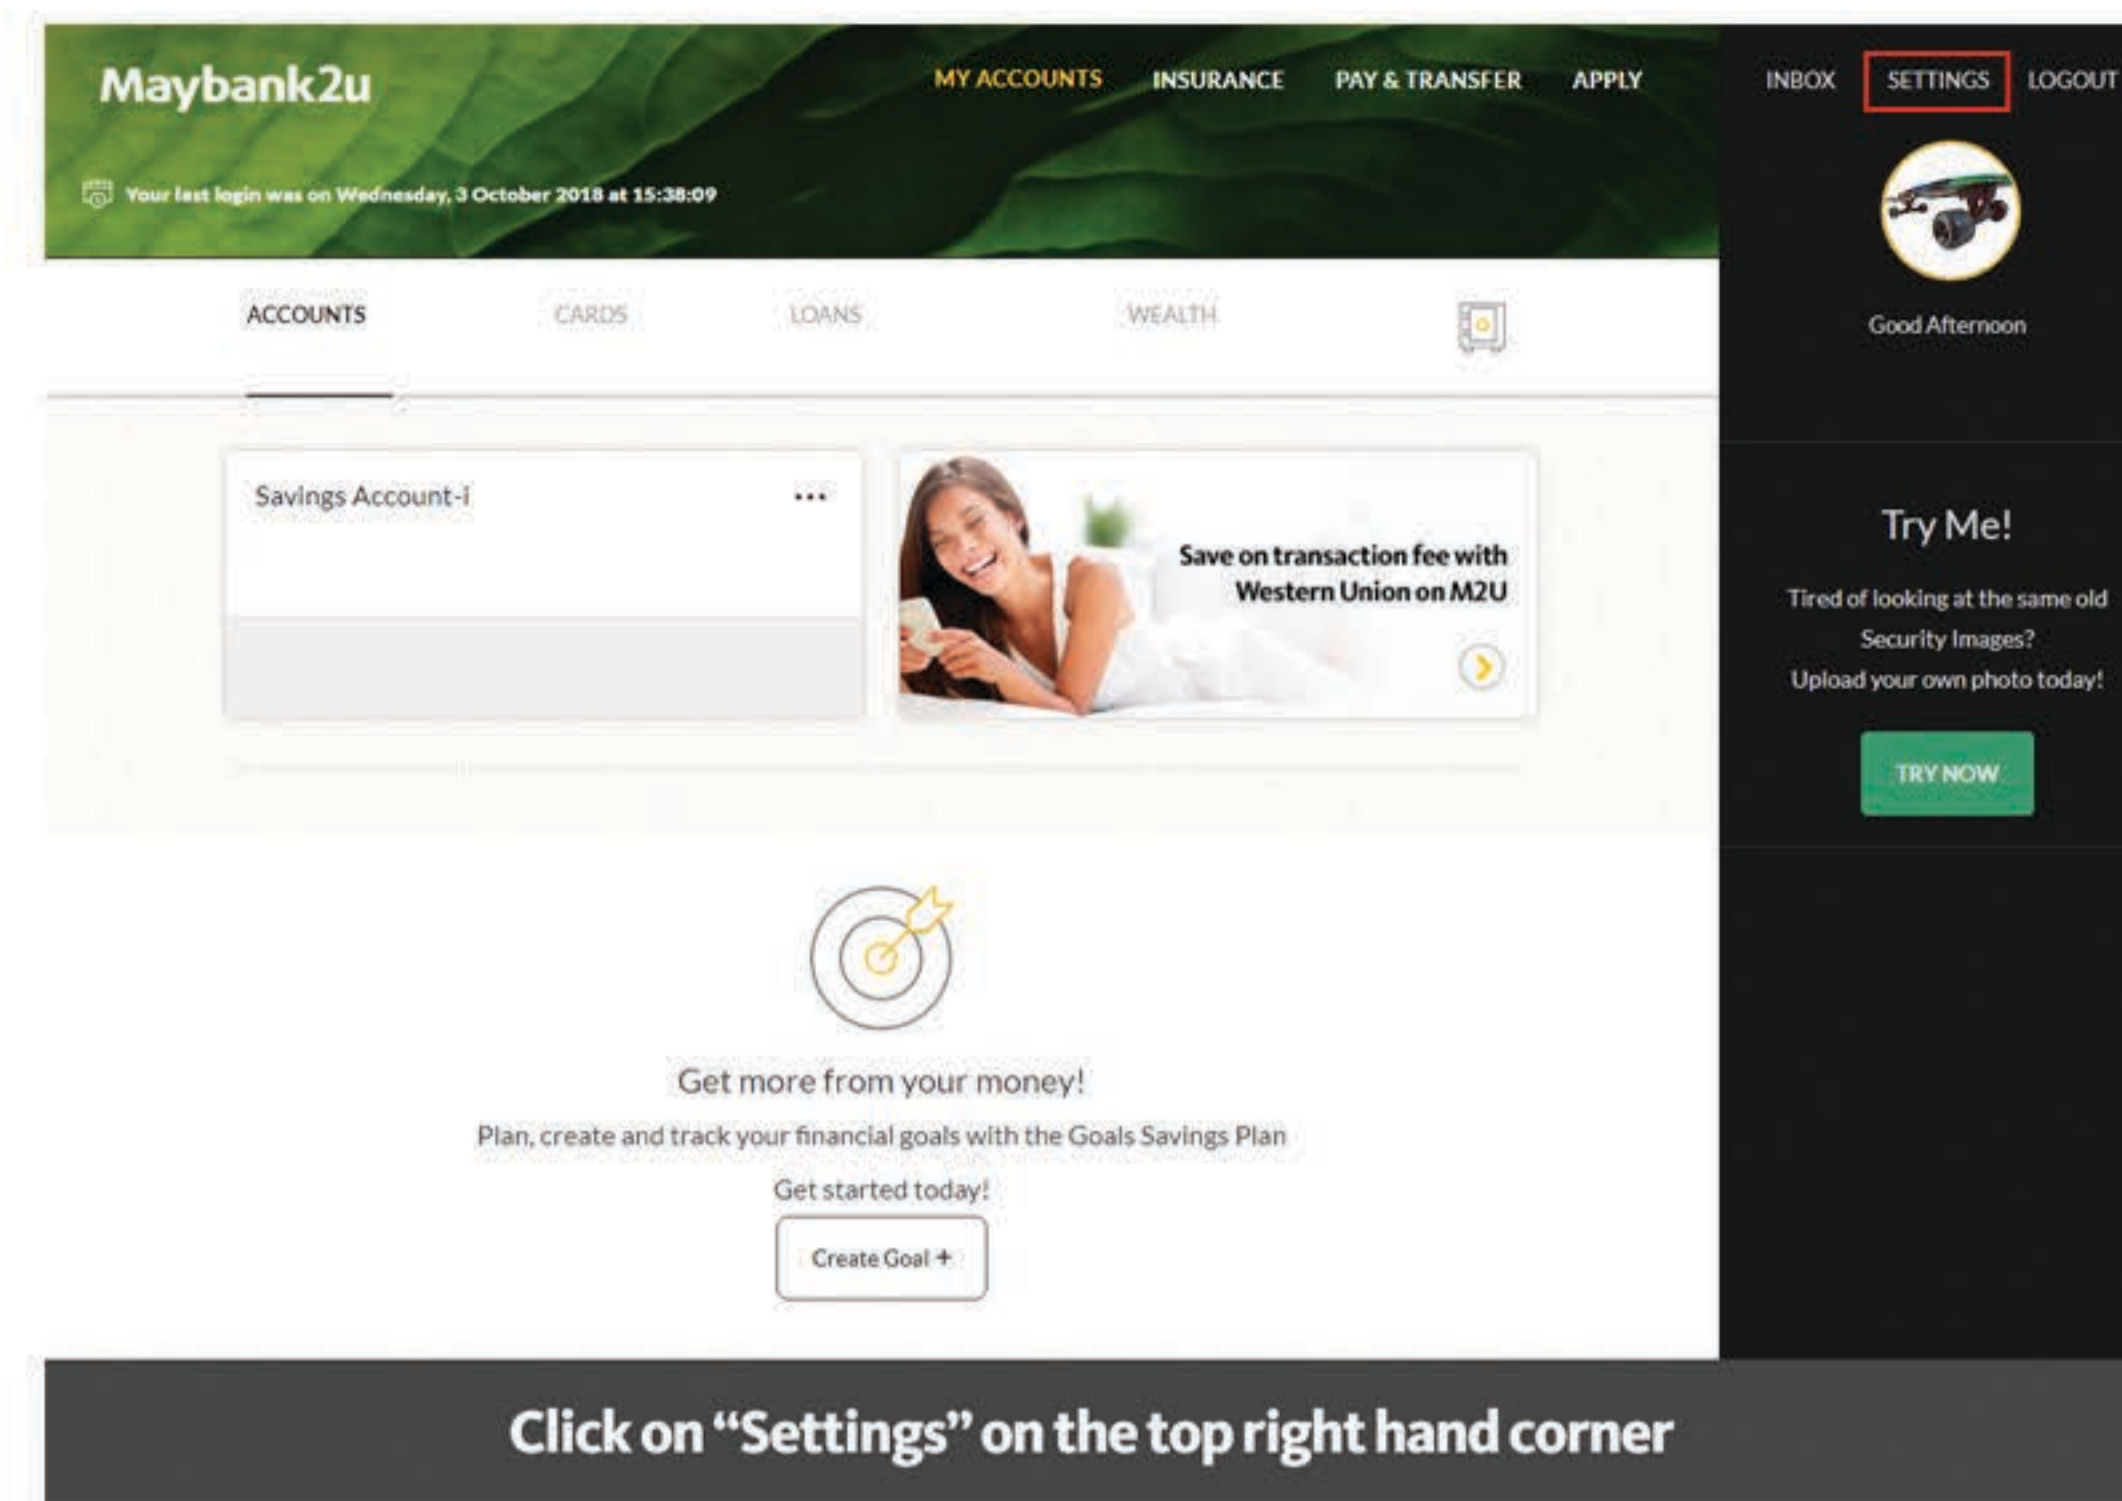 Maybank2u
MY ACCOUNTS INSURANCE PAY & TRANSFER APPLY
INBOX SETTINGS LOGOUT
Your last login was on Wednesday, 3 October 2018 at 15:38:09
Good Afternoon
ACCOUNTS CARDS LOANS WEALTH
Savings Account-i
Save on transaction fee with
Western Union on M2U
Try Me!
Tired of looking at the same old
Security Images?
Upload your own photo today!
TRY NOW
Get more from your money!
Plan, create and track your financial goals with the Goals Savings Plan
Get started today!
Create Goal +
Click on “Settings” on the top right hand corner